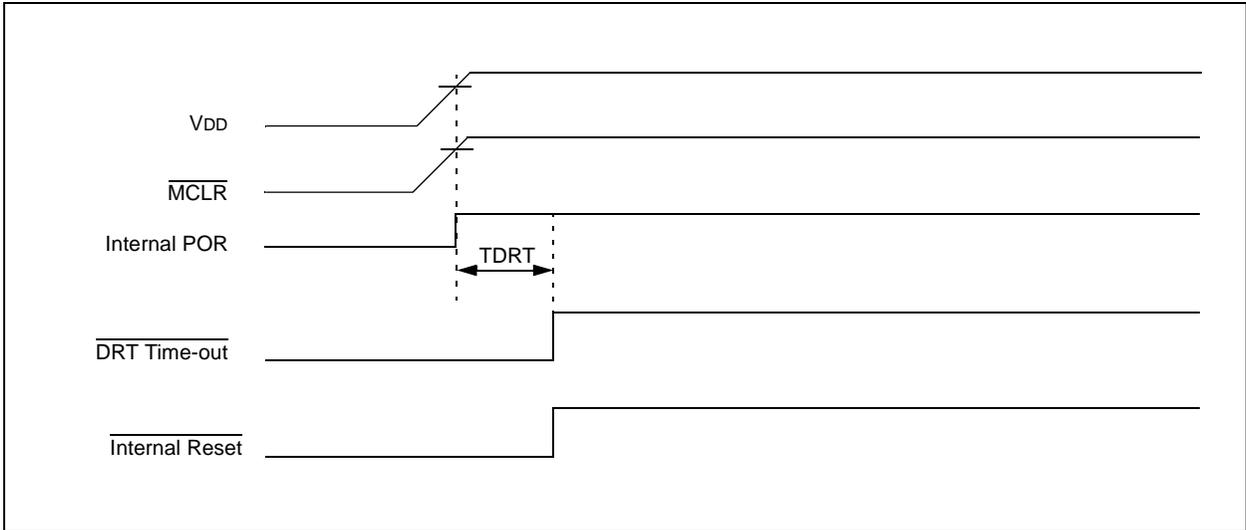 VDD
MCLR
Internal POR
TDRT
DRT Time-out
Internal Reset